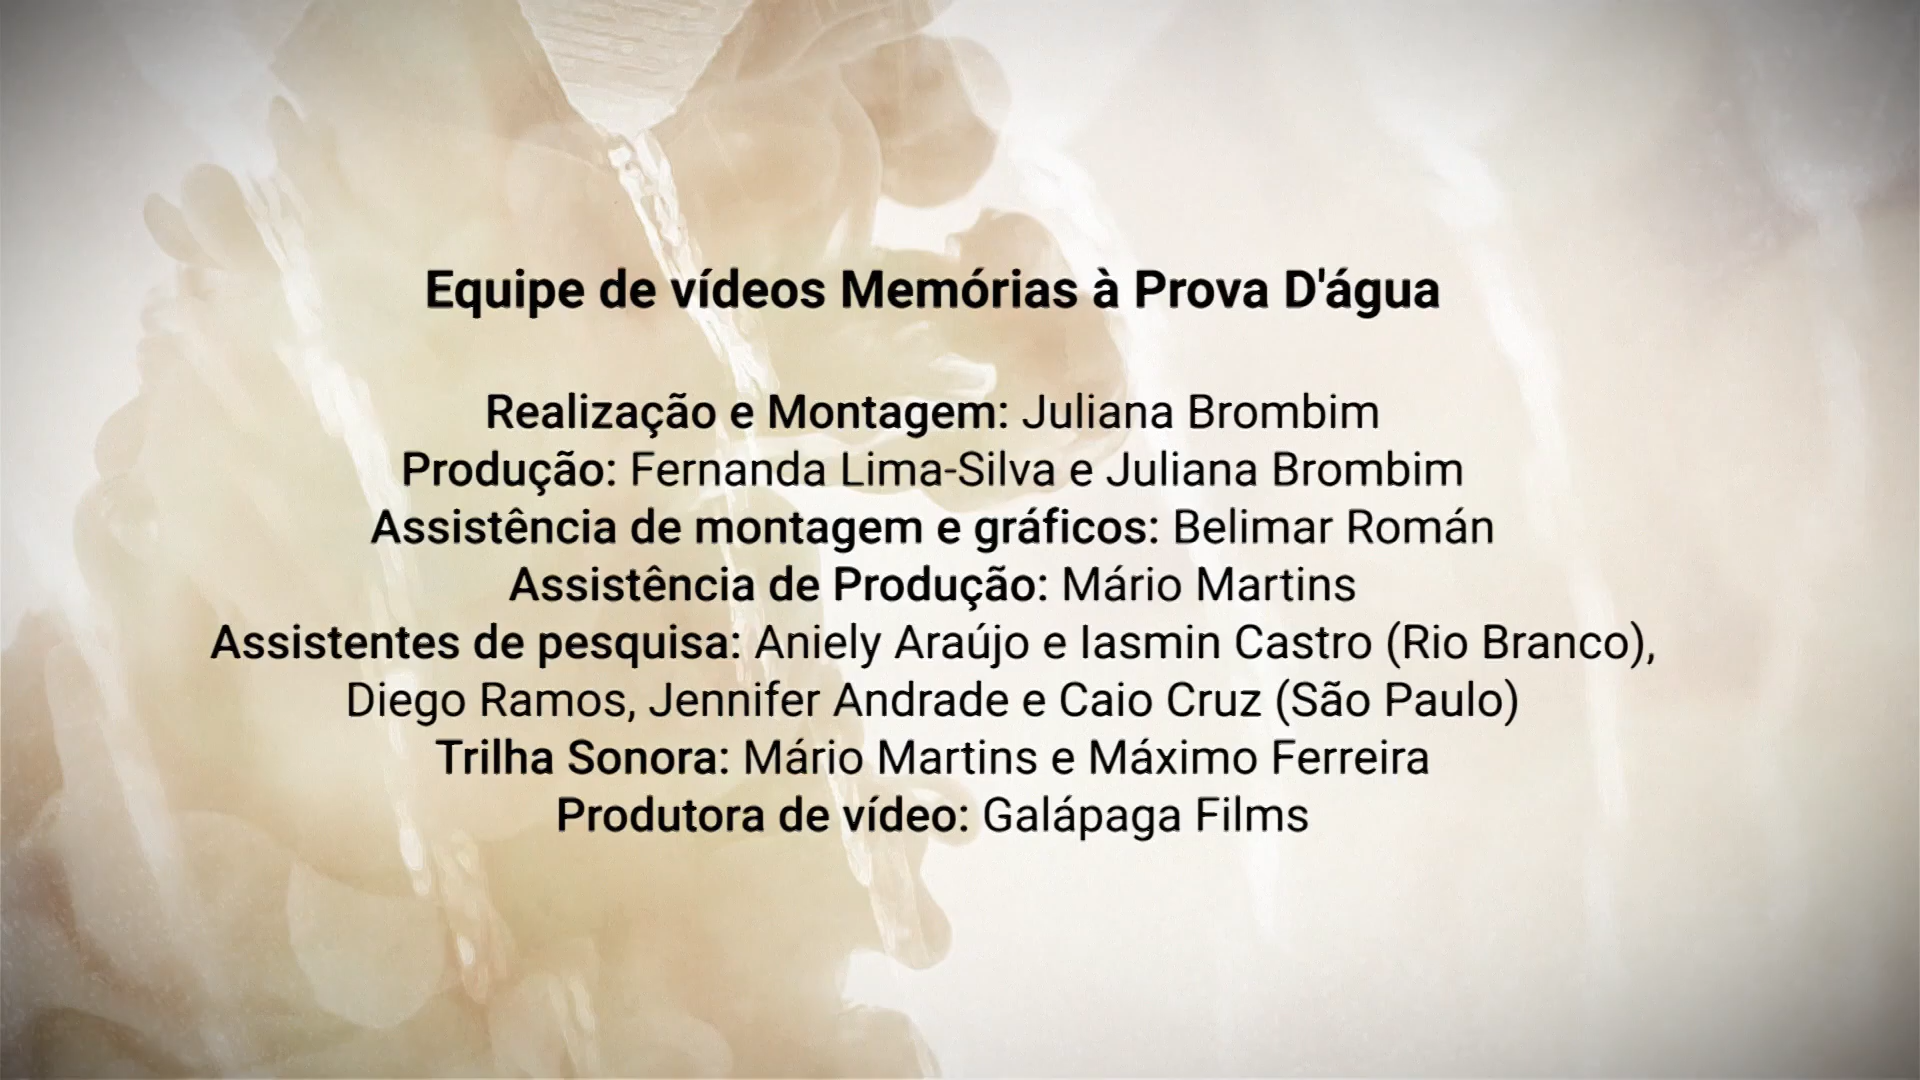 Equipe de vídeos Memórias à Prova D'água
Realização e Montagem: Juliana Brombim
Produção: Fernanda Lima-Silva e Juliana Brombim
Assistência de montagem e gráficos: Belimar Román
Assistência de Produção: Mário Martins
Assistentes de pesquisa: Aniely Araújo e Iasmin Castro (Rio Branco),
Diego Ramos, Jennifer Andrade e Caio Cruz (São Paulo)
Trilha Sonora: Mário Martins e Máximo Ferreira
Produtora de vídeo: Galápaga Films